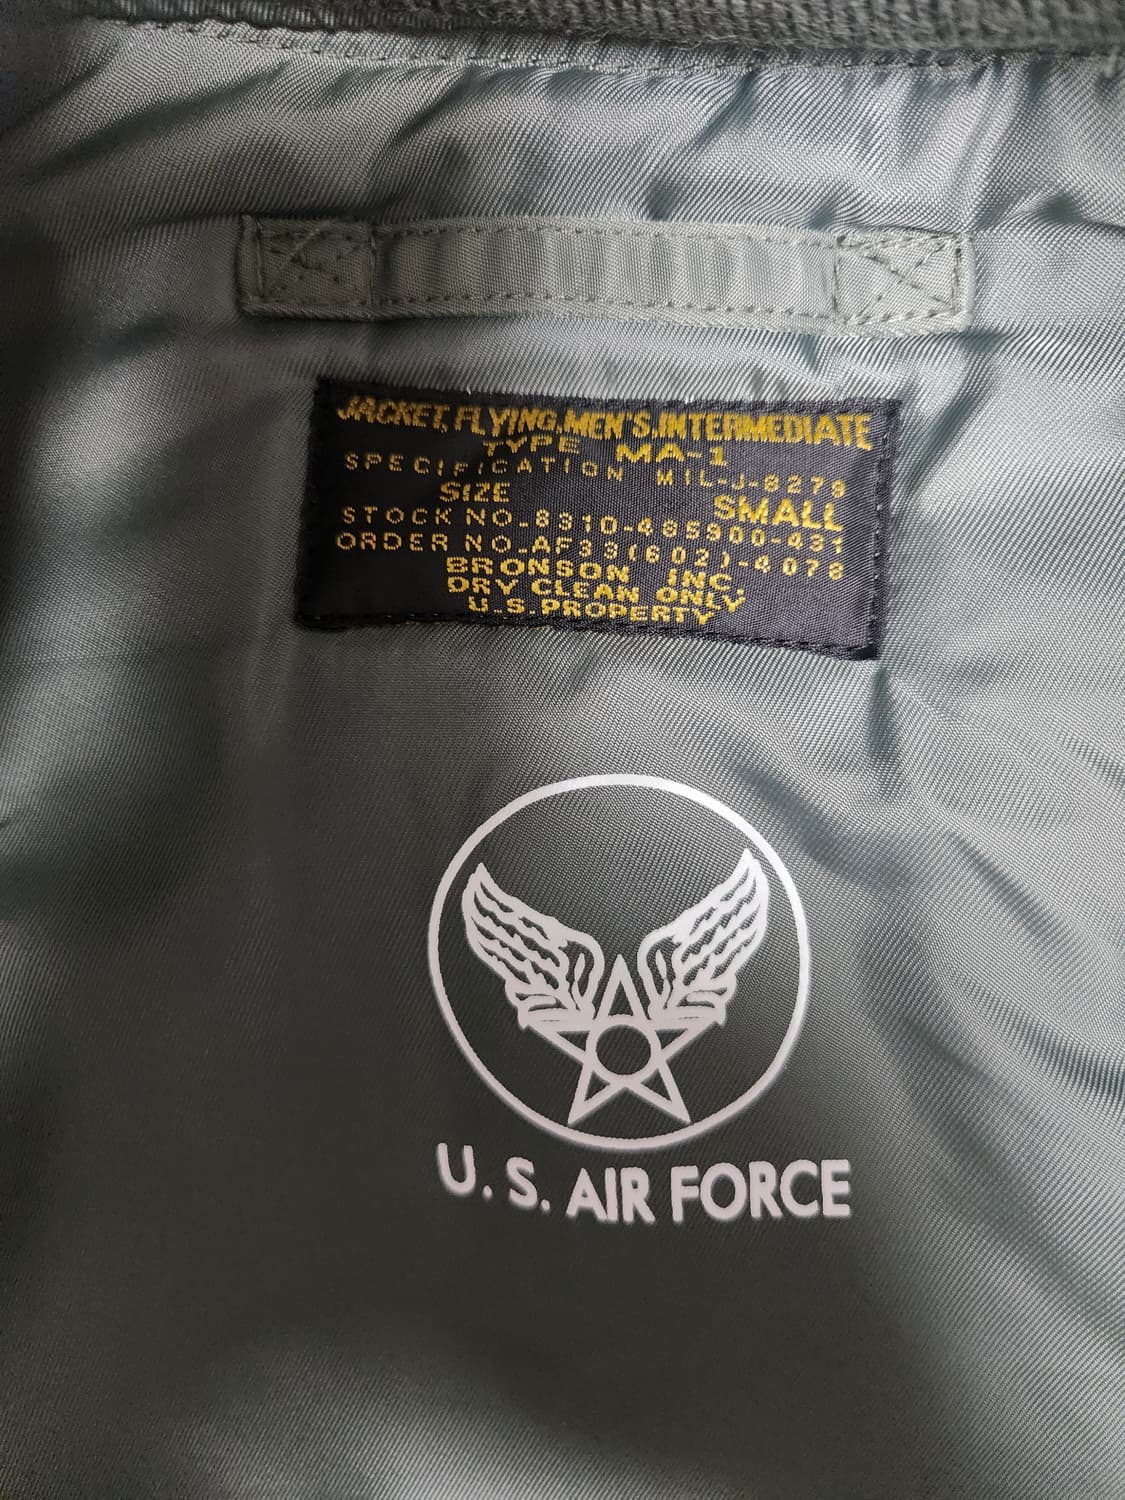 JACKET, FLYING, MEN'S, INTERMEDIATE
TYPE MA-1
SPECIFICATION MIL-J-8279
SIZE SMALL
STOCK NO.-8310-485900-431
ORDER NO.-AF33(602)-4078
BRONSON INC.
DRY CLEAN ONLY
U.S. PROPERTY
U.S. AIR FORCE